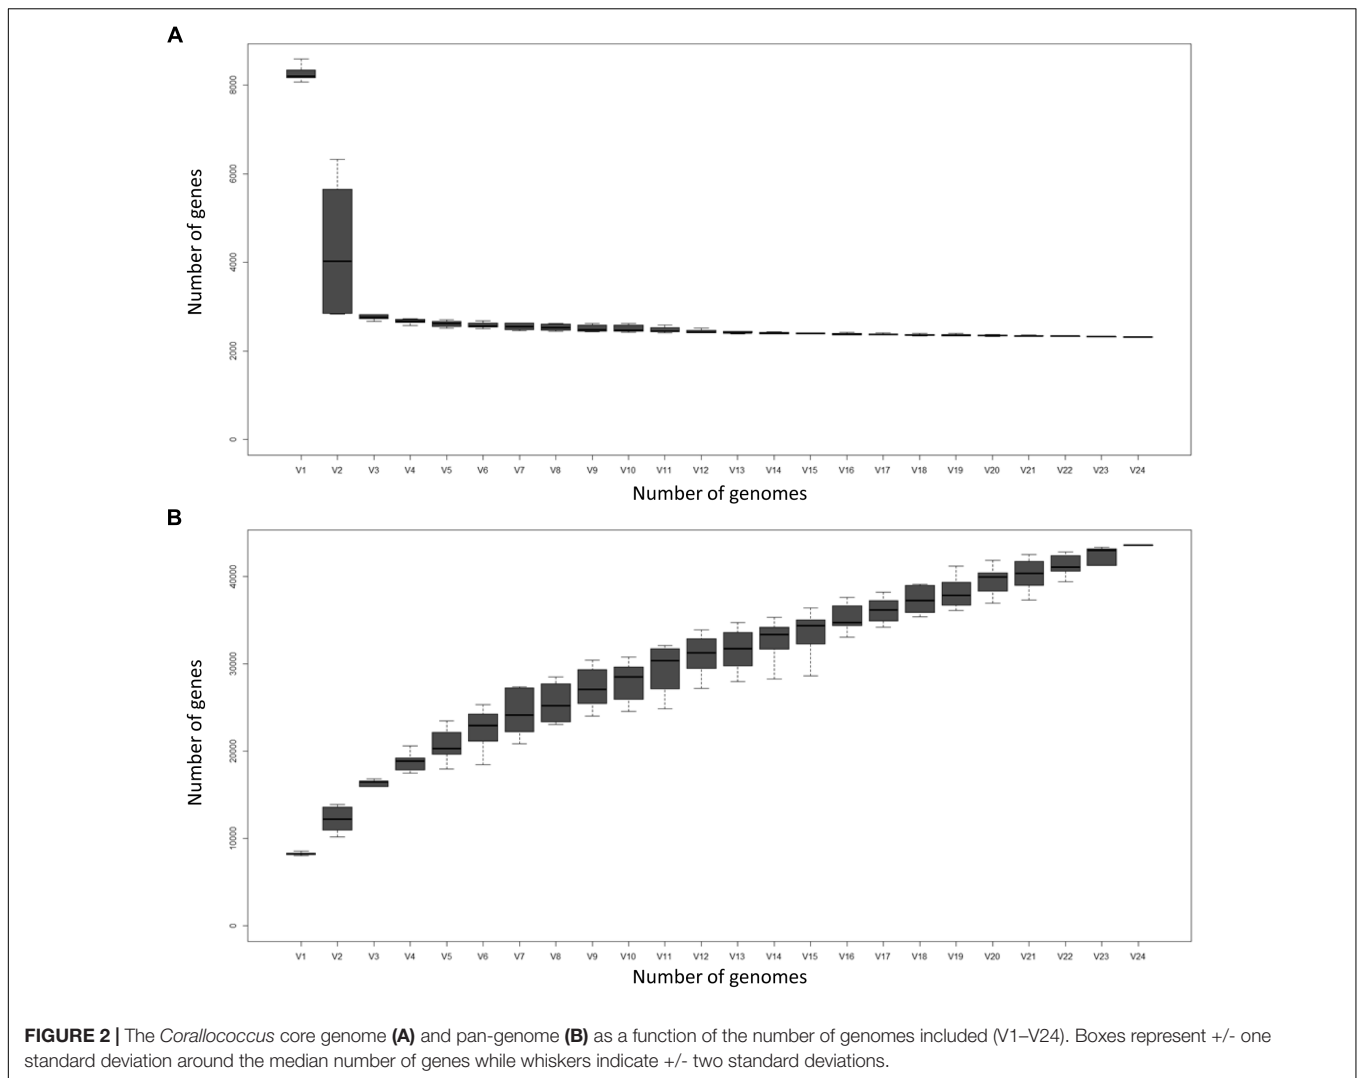 A
8000
6000
4000
2000
0
Number of genes
V1 V2 V3 V4 V5 V6 V7 V8 V9 V10 V11 V12 V13 V14 V15 V16 V17 V18 V19 V20 V21 V22 V23 V24
Number of genomes
B
40000
30000
20000
10000
0
Number of genes
V1 V2 V3 V4 V5 V6 V7 V8 V9 V10 V11 V12 V13 V14 V15 V16 V17 V18 V19 V20 V21 V22 V23 V24
Number of genomes
FIGURE 2 | The Corallococcus core genome (A) and pan-genome (B) as a function of the number of genomes included (V1–V24). Boxes represent +/- one
standard deviation around the median number of genes while whiskers indicate +/- two standard deviations.